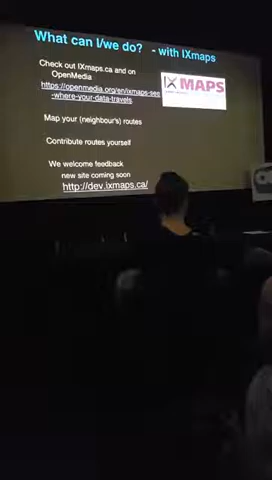 What can I/we do? - with IXmaps
Check out IXmaps.ca and on
OpenMedia
https://openmedia.org/en/ixmaps-see
-where-your-data-travels
IX MAPS
Map your (neighbour's) routes
Contribute routes yourself
We welcome feedback
new site coming soon
http://dev.ixmaps.ca/